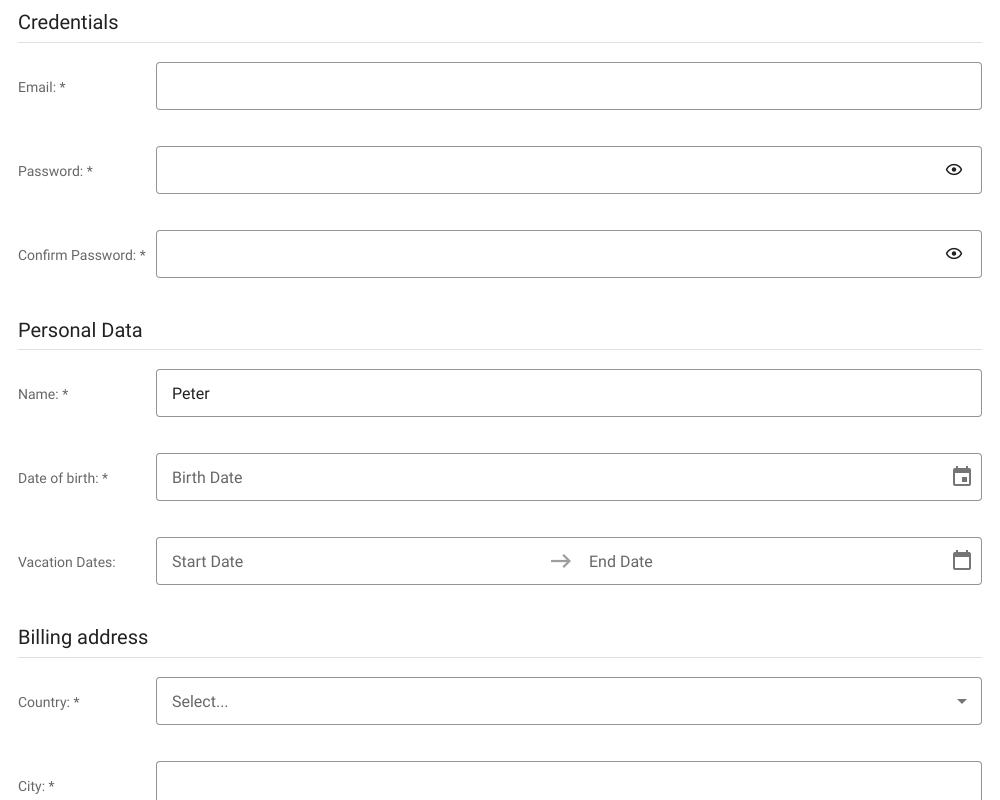 Credentials
Email: *
Password: *
Confirm Password: *
Personal Data
Name: * Peter
Date of birth: * Birth Date
Vacation Dates: Start Date End Date
Billing address
Country: * Select...
City: *